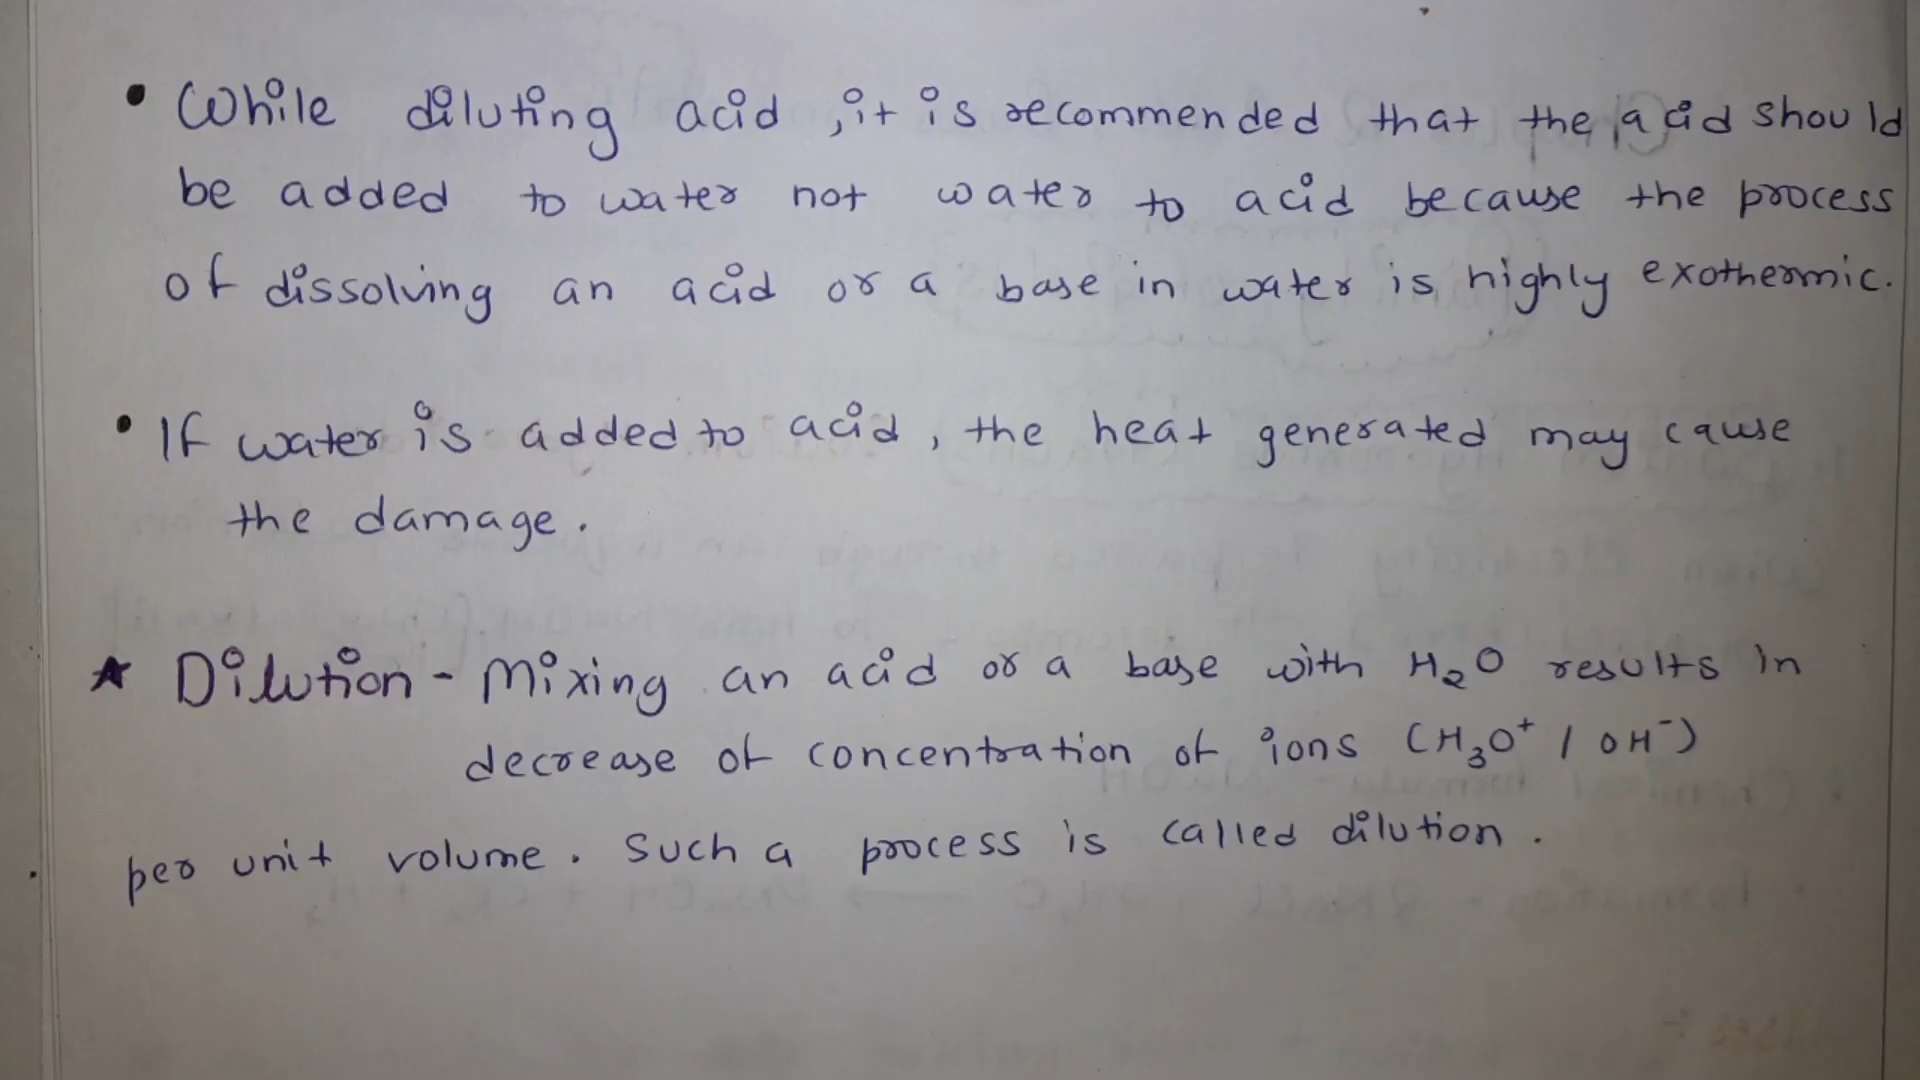 • While diluting acid, it is recommended that the acid should
be added to water not water to acid because the process
of dissolving an acid or a base in water is highly exothermic.
• If water is added to acid, the heat generated may cause
the damage.
★ Dilution - Mixing an acid or a base with H₂O results in
decrease of concentration of ions (H₃O⁺ / OH⁻)
per unit volume. Such a process is called dilution.